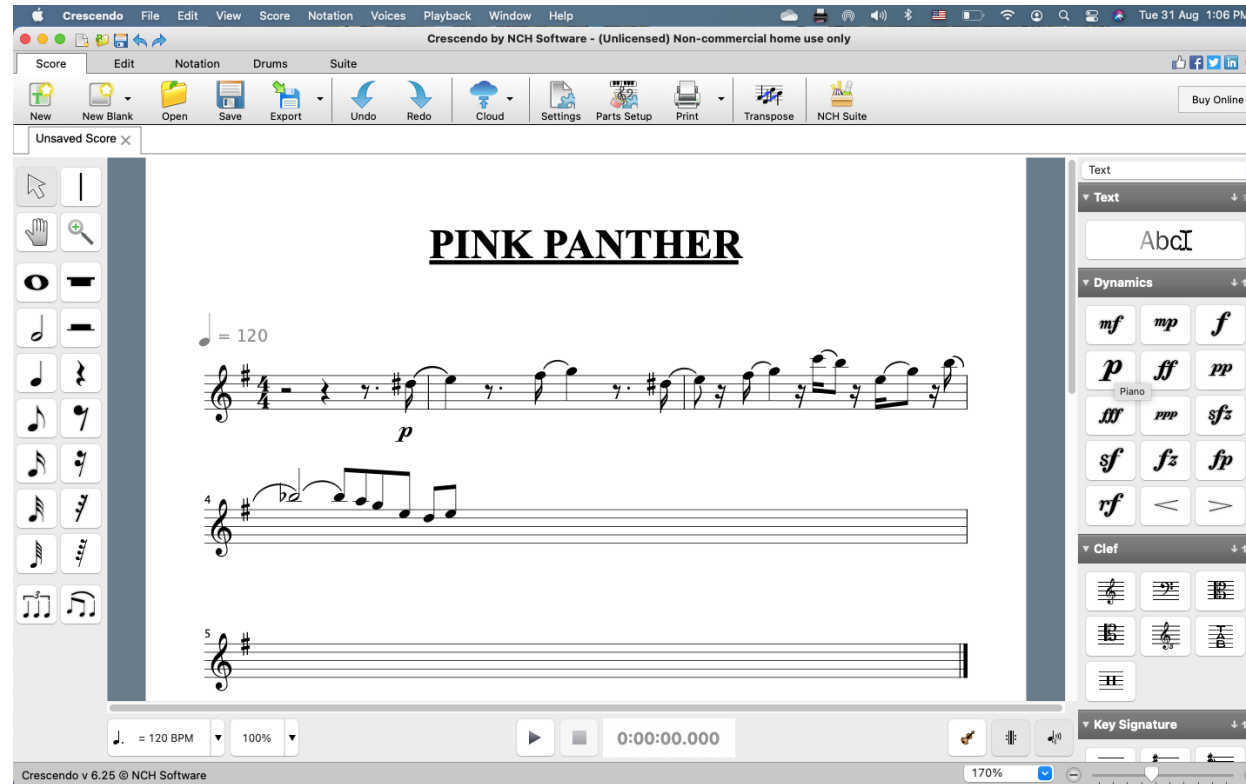 Crescendo File Edit View Score Notation Voices Playback Window Help Tue 31 Aug 1:06 PM
Crescendo by NCH Software - (Unlicensed) Non-commercial home use only
Score Edit Notation Drums Suite
New New Blank Open Save Export Undo Redo Cloud Settings Parts Setup Print Transpose NCH Suite Buy Online
Unsaved Score
Text
Text
AbcI
Dynamics
mf mp f
p ff pp
Piano
fff ppp sfz
sf fz fp
rf
Clef
TAB
Key Signature
PINK PANTHER
= 120
4
4
p
4
5
3
= 120 BPM 100% 0:00:00.000
Crescendo v 6.25 © NCH Software 170%